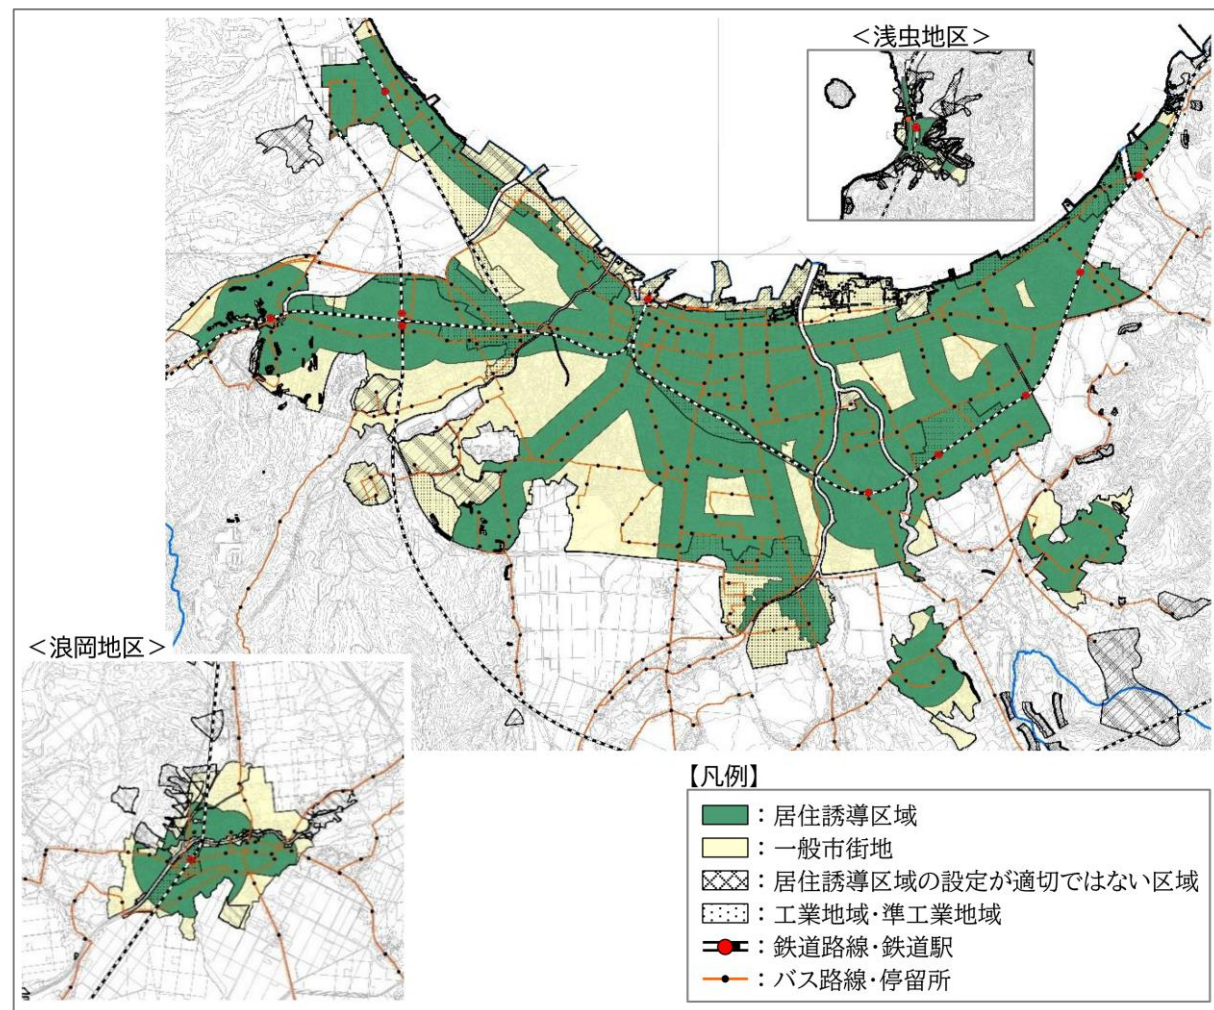 ＜浅虫地区＞
＜浪岡地区＞
【凡例】
：居住誘導区域
：一般市街地
：居住誘導区域の設定が適切ではない区域
：工業地域・準工業地域
：鉄道路線・鉄道駅
：バス路線・停留所